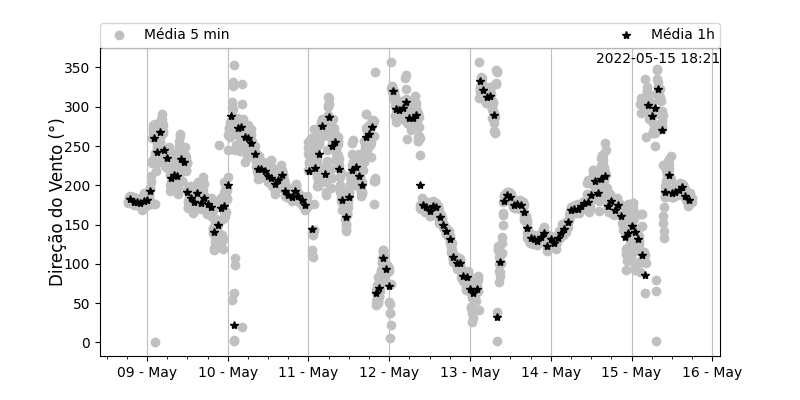 Média 5 min
Média 1h
2022-05-15 18:21
Direção do Vento (°)
350
300
250
200
150
100
50
0
09 - May
10 - May
11 - May
12 - May
13 - May
14 - May
15 - May
16 - May